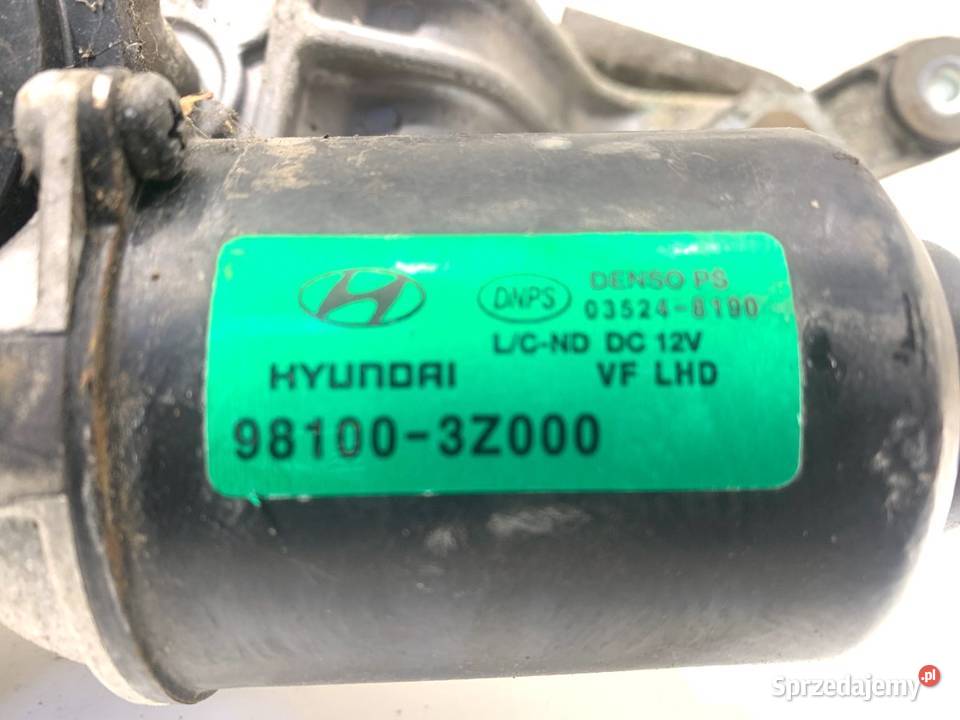 DNPS DENSO PS
03524-8190
L/C-ND DC 12V
HYUNDAI VF LHD
98100-3Z000
Sprzedajemy.pl